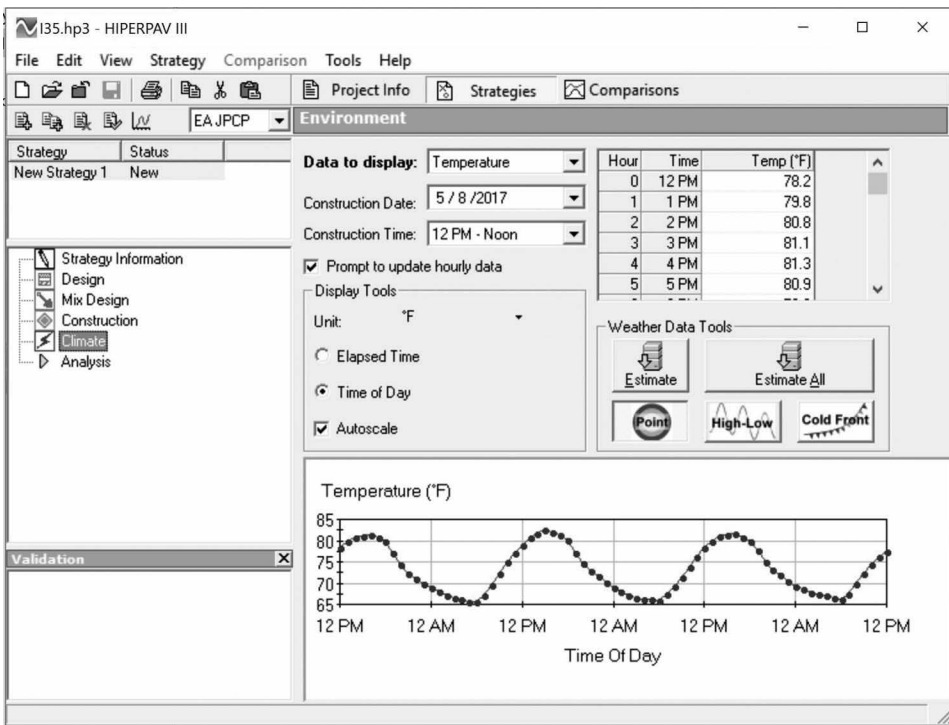 I35.hp3 - HIPERPAV III
File Edit View Strategy Comparison Tools Help
Project Info Strategies Comparisons
EA JPCP
Environment
Strategy Status
New Strategy 1 New
Strategy Information
Design
Mix Design
Construction
Climate
Analysis
Validation
Data to display: Temperature
Construction Date: 5 / 8 /2017
Construction Time: 12 PM - Noon
Prompt to update hourly data
Display Tools
Unit: °F
Elapsed Time
Time of Day
Autoscale
Hour Time Temp (°F)
0 12 PM 78.2
1 1 PM 79.8
2 2 PM 80.8
3 3 PM 81.1
4 4 PM 81.3
5 5 PM 80.9
Weather Data Tools
Estimate Estimate All
Point High-Low Cold Front
Temperature (°F)
85
80
75
70
65
12 PM 12 AM 12 PM 12 AM 12 PM 12 AM 12 PM
Time Of Day